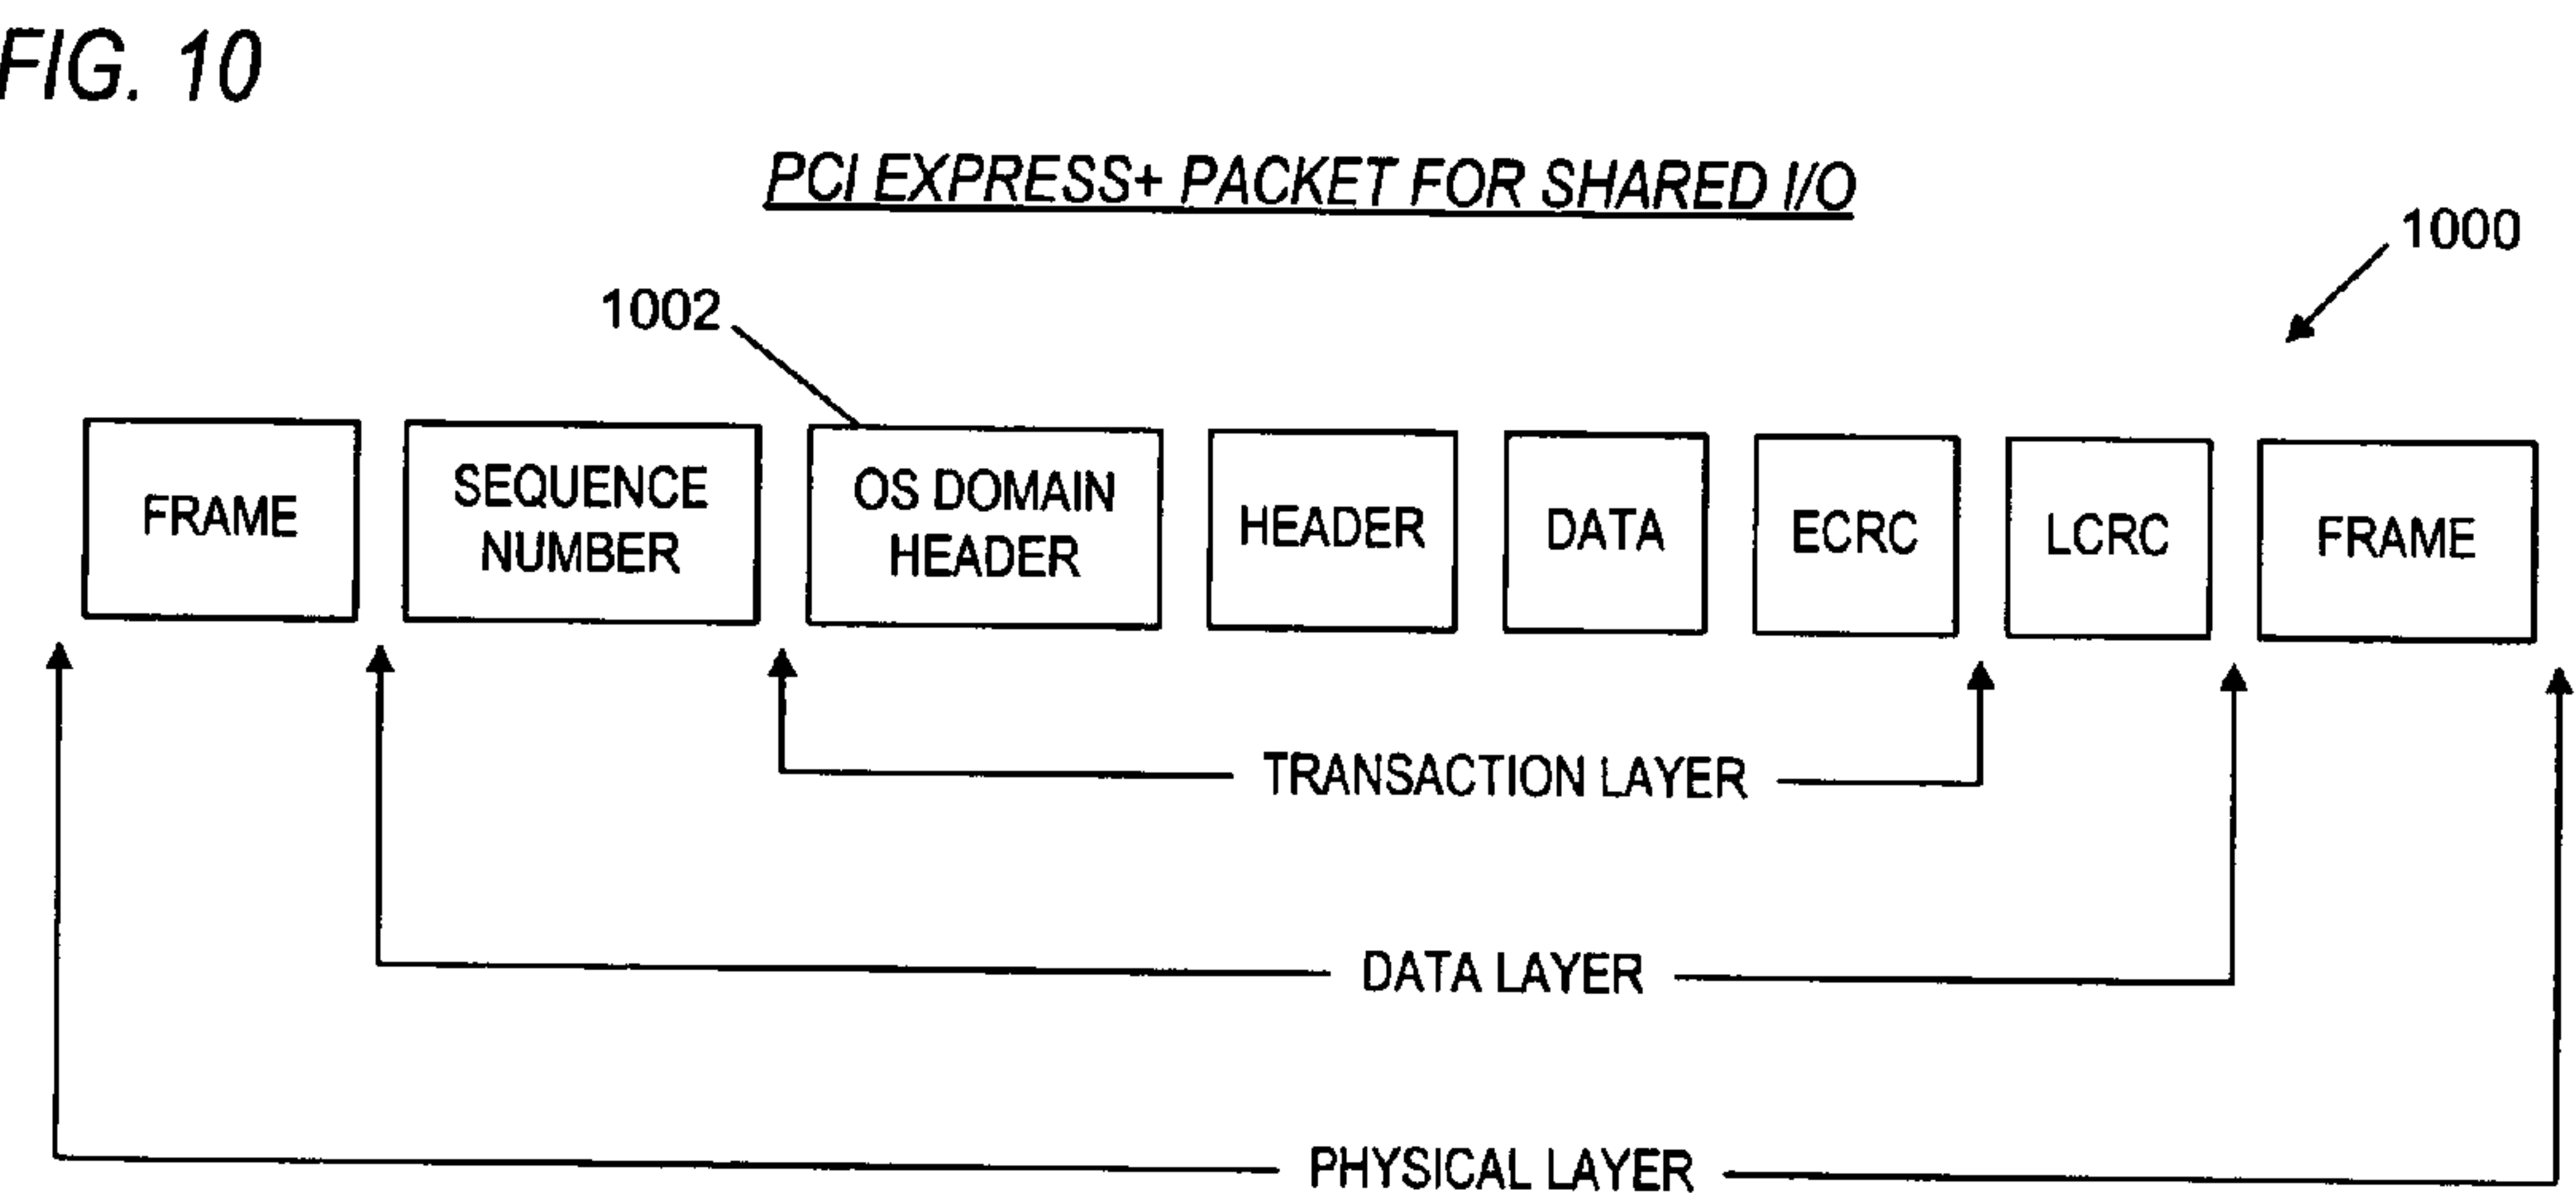 FIG. 10
PCI EXPRESS+ PACKET FOR SHARED I/O
1000
1002
FRAME
SEQUENCE
NUMBER
OS DOMAIN
HEADER
HEADER
DATA
ECRC
LCRC
FRAME
TRANSACTION LAYER
DATA LAYER
PHYSICAL LAYER